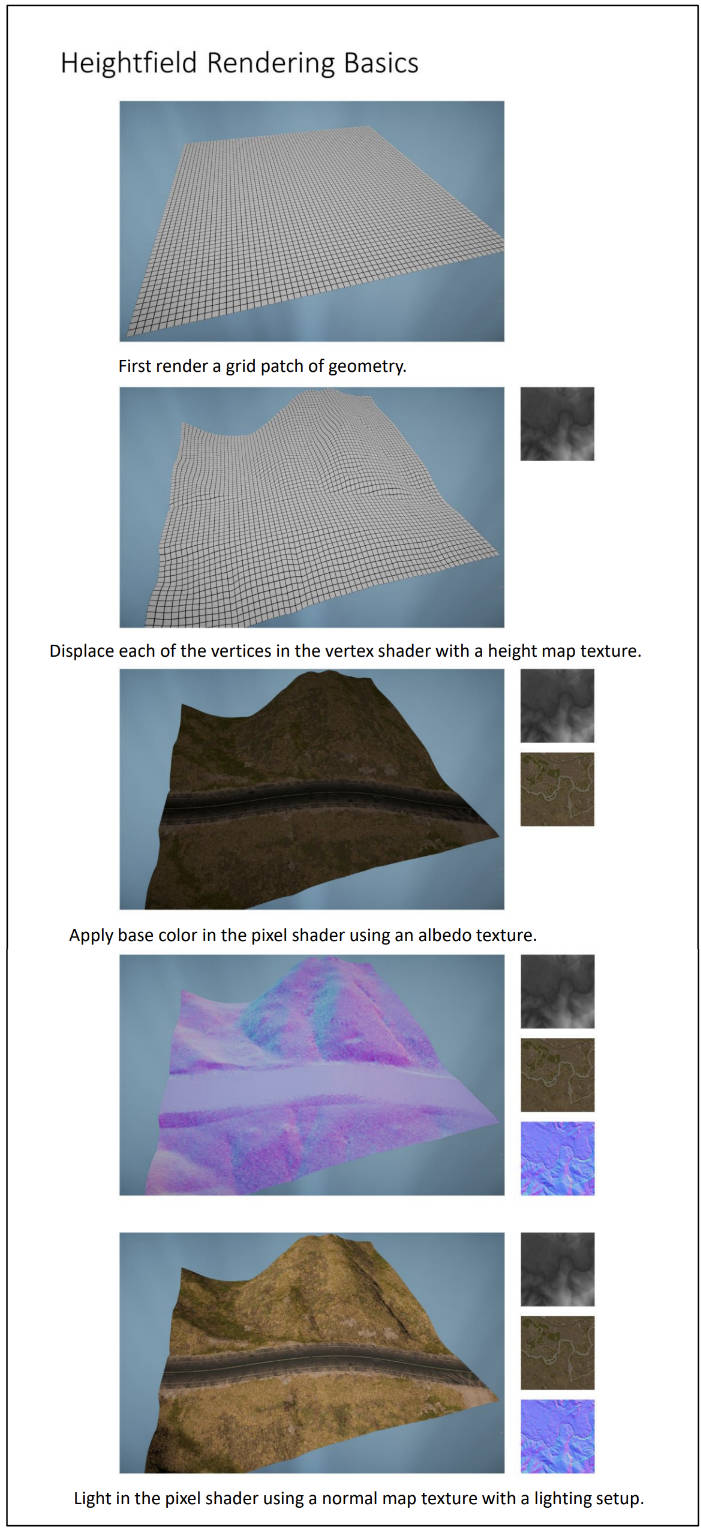 Heightfield Rendering Basics
First render a grid patch of geometry.
Displace each of the vertices in the vertex shader with a height map texture.
Apply base color in the pixel shader using an albedo texture.
Light in the pixel shader using a normal map texture with a lighting setup.